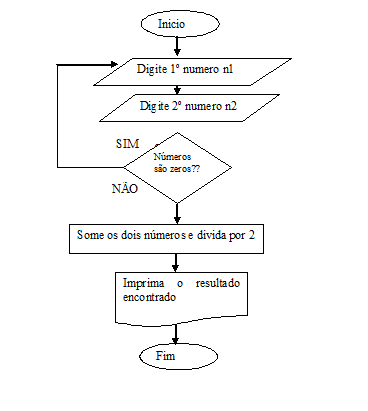 Inicio
Digite 1º numero n1
Digite 2º numero n2
SIM
Números
são zeros??
NÃO
Some os dois números e divida por 2
Imprima o resultado
encontrado
Fim